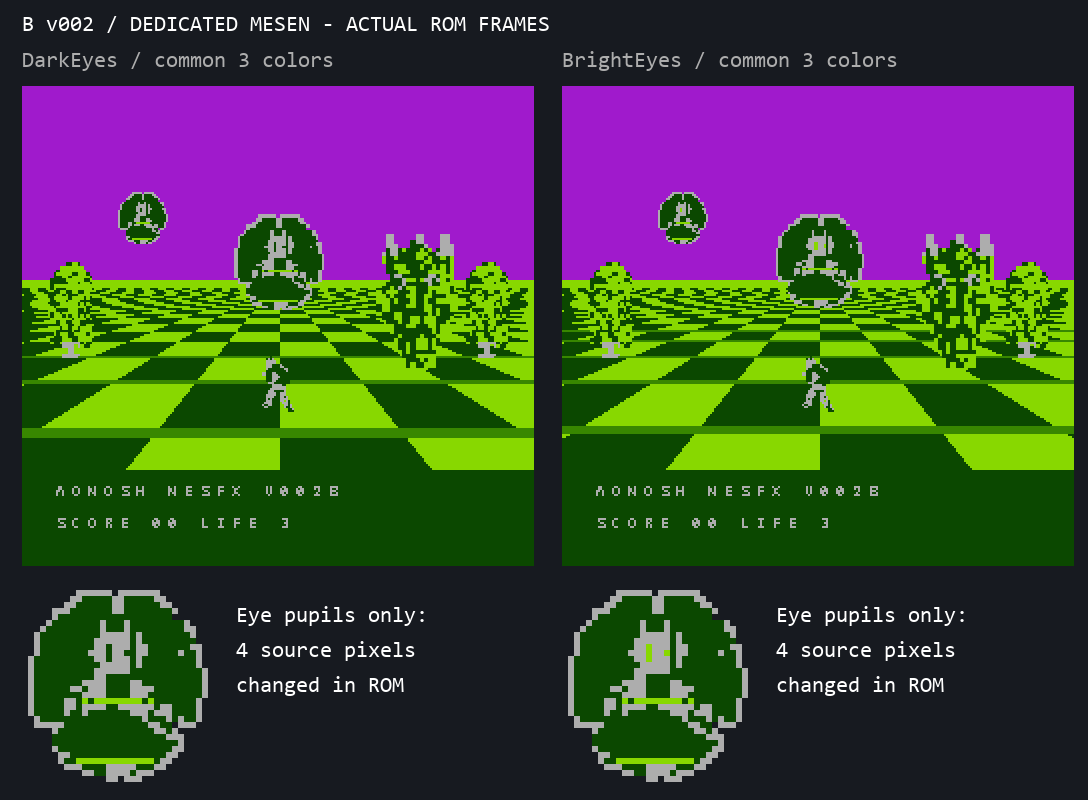 B v002 / DEDICATED MESEN - ACTUAL ROM FRAMES
DarkEyes / common 3 colors
BrightEyes / common 3 colors
MONOSH NESFX V002B
SCORE 00 LIFE 3
MONOSH NESFX V002B
SCORE 00 LIFE 3
Eye pupils only:
4 source pixels
changed in ROM
Eye pupils only:
4 source pixels
changed in ROM